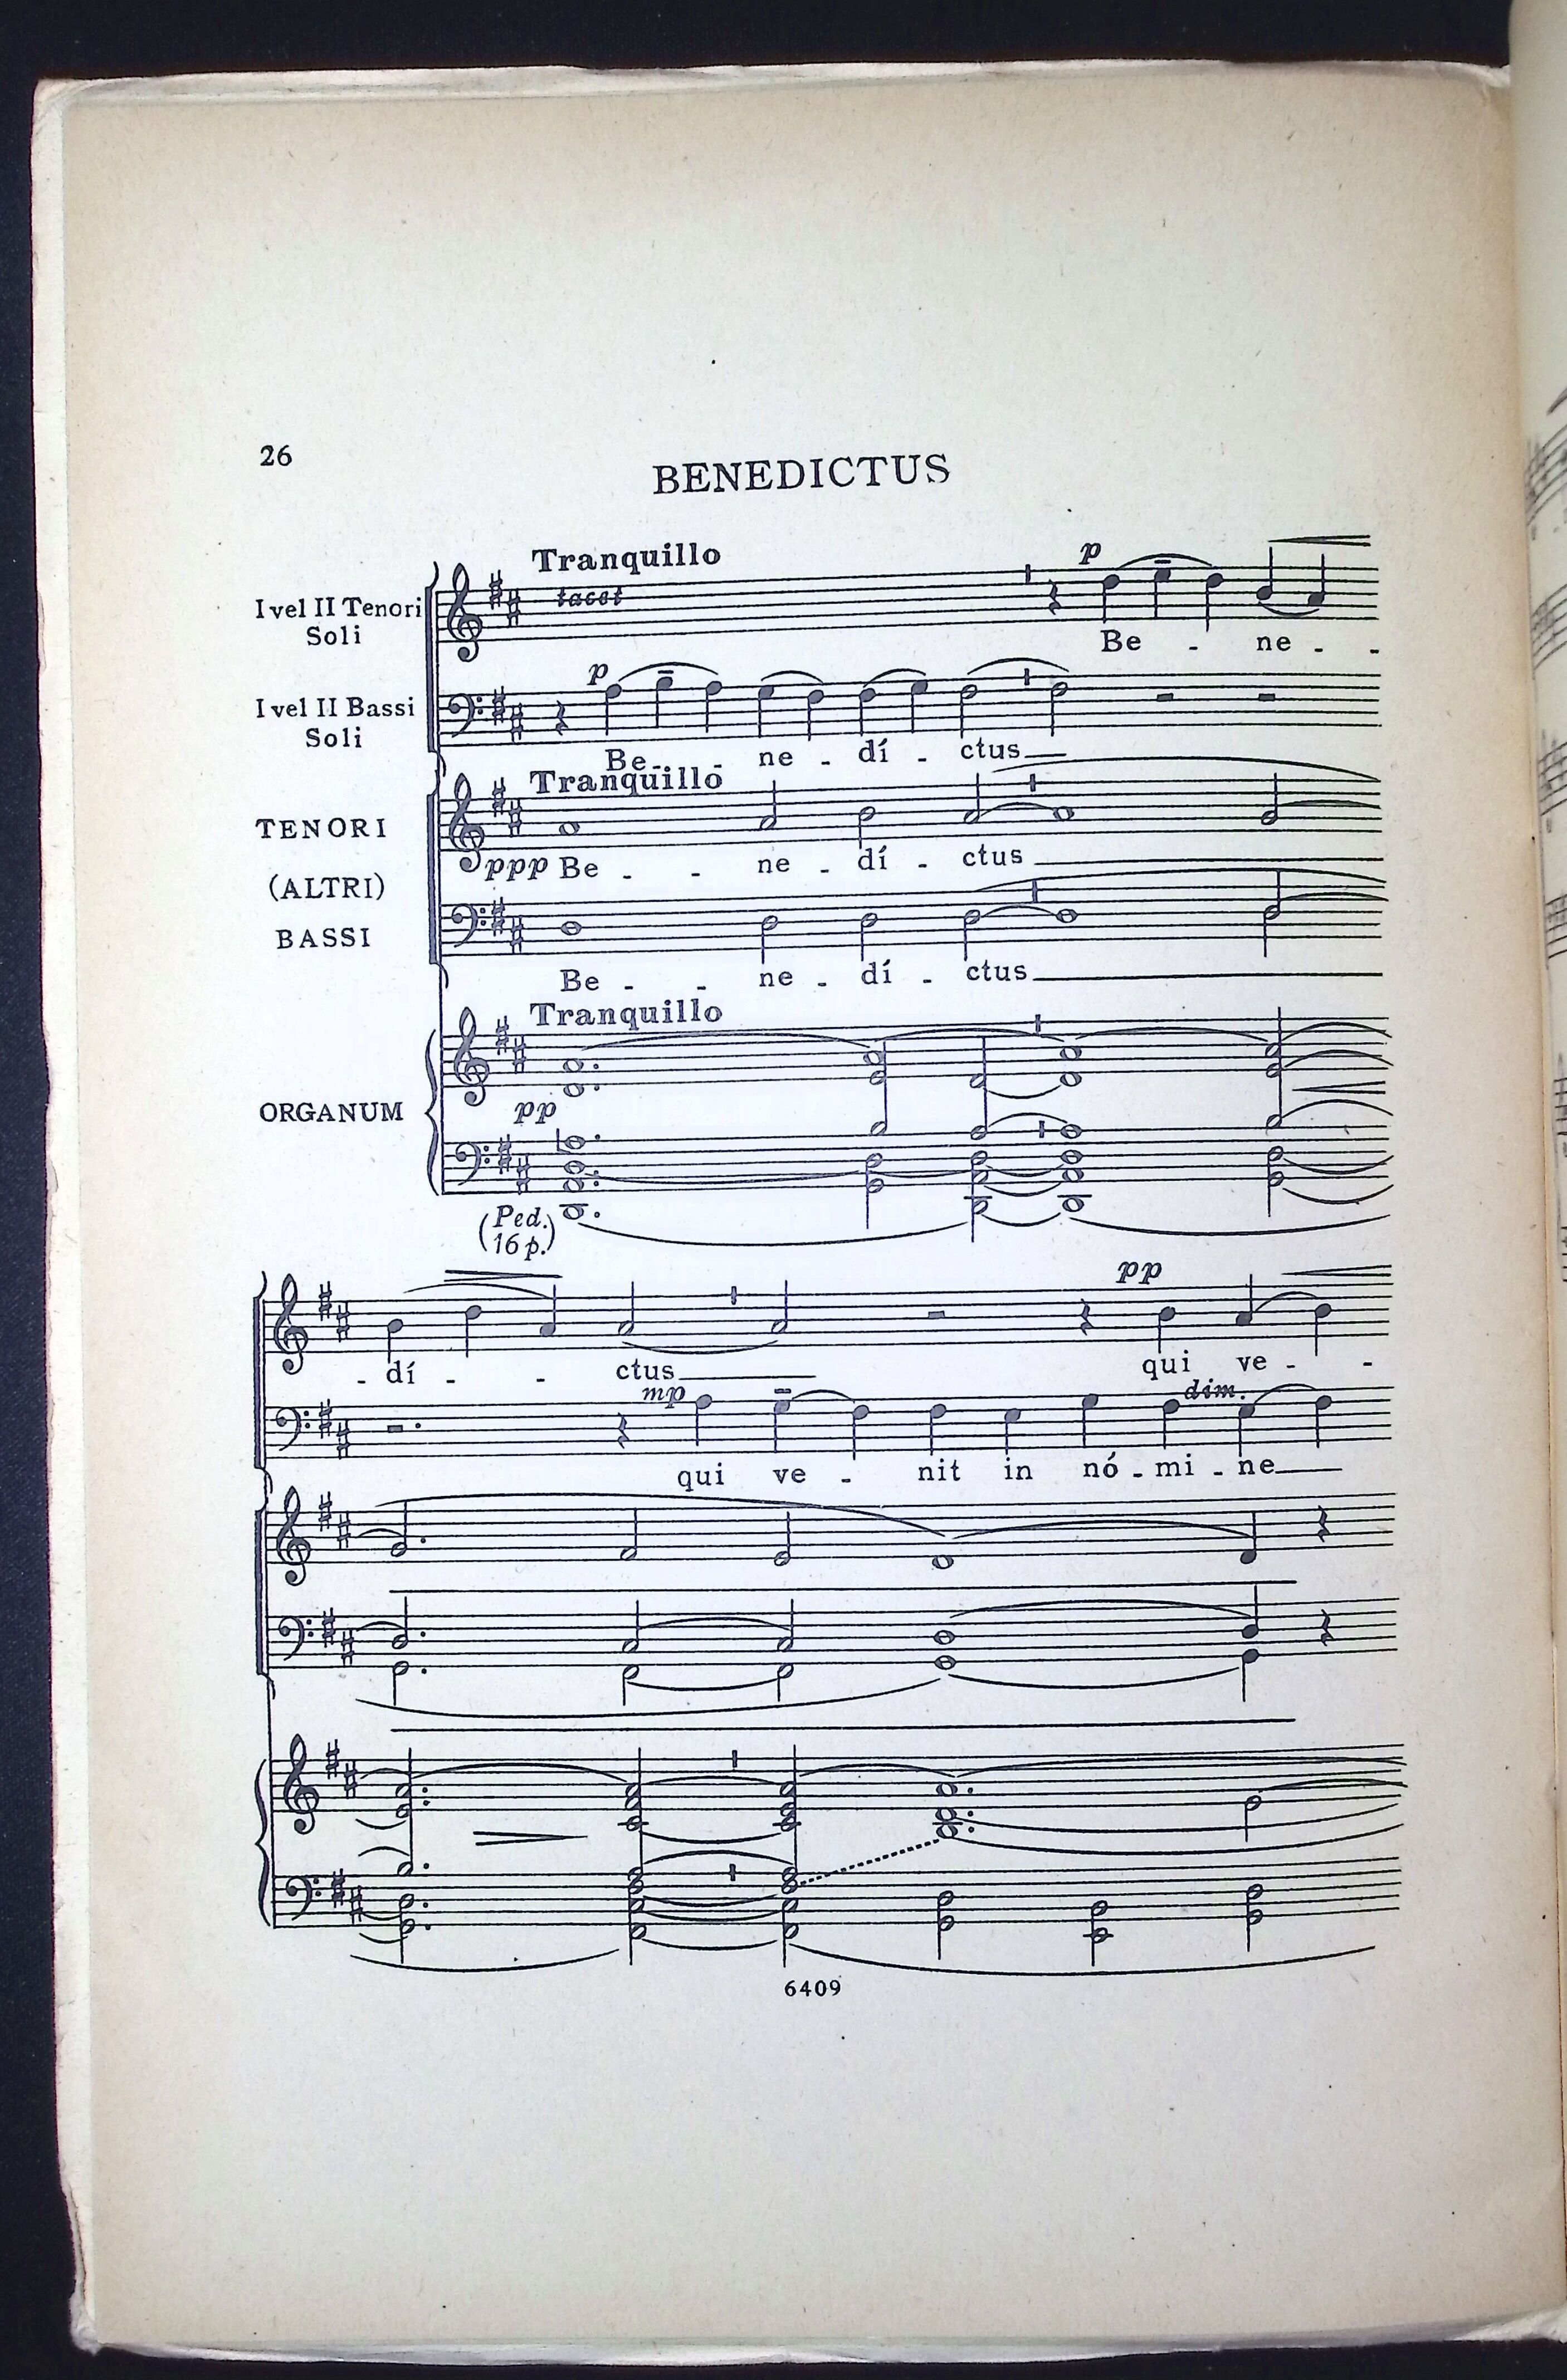 26
BENEDICTUS
Tranquillo
I vel II Tenori
Soli
tacet
p
Be - ne - -
I vel II Bassi
Soli
p
Be - - ne - dí - ctus
Tranquillo
TENORI
ppp Be - - ne - dí - ctus
(ALTRI)
BASSI
Be - - ne - dí - ctus
Tranquillo
ORGANUM
pp
(Ped.
16 p.)
pp
- dí - - ctus qui ve - -
mp dim.
qui ve - nit in nó - mi - ne
6409